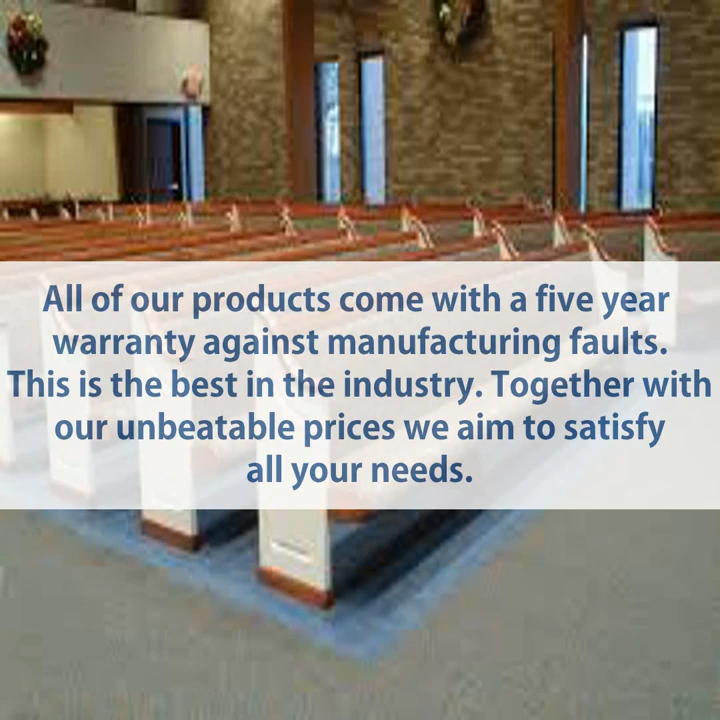 All of our products come with a five year
warranty against manufacturing faults.
This is the best in the industry. Together with
our unbeatable prices we aim to satisfy
all your needs.